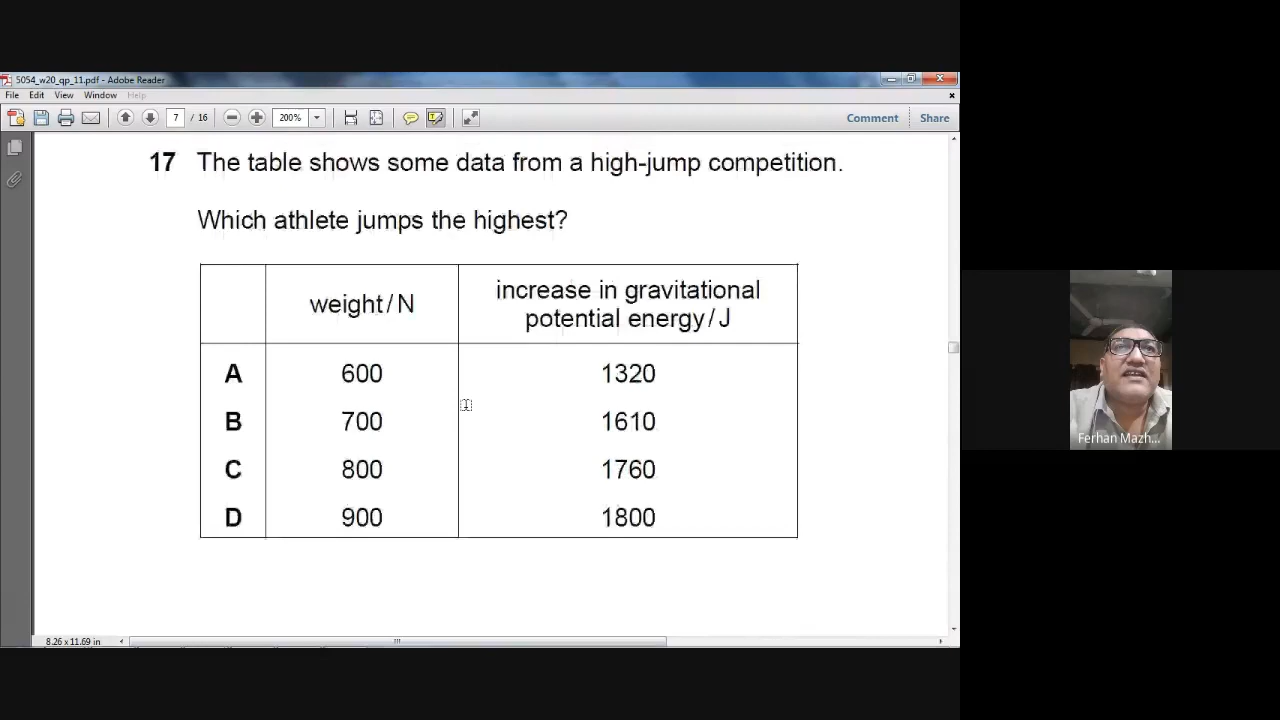 5054_w20_qp_11.pdf - Adobe Reader
File Edit View Window Help
7 / 16 200% Comment Share
17 The table shows some data from a high-jump competition.
Which athlete jumps the highest?
weight / N increase in gravitational
potential energy / J
A 600 1320
B 700 1610
C 800 1760
D 900 1800
Ferhan Mazh...
8.26 x 11.69 in